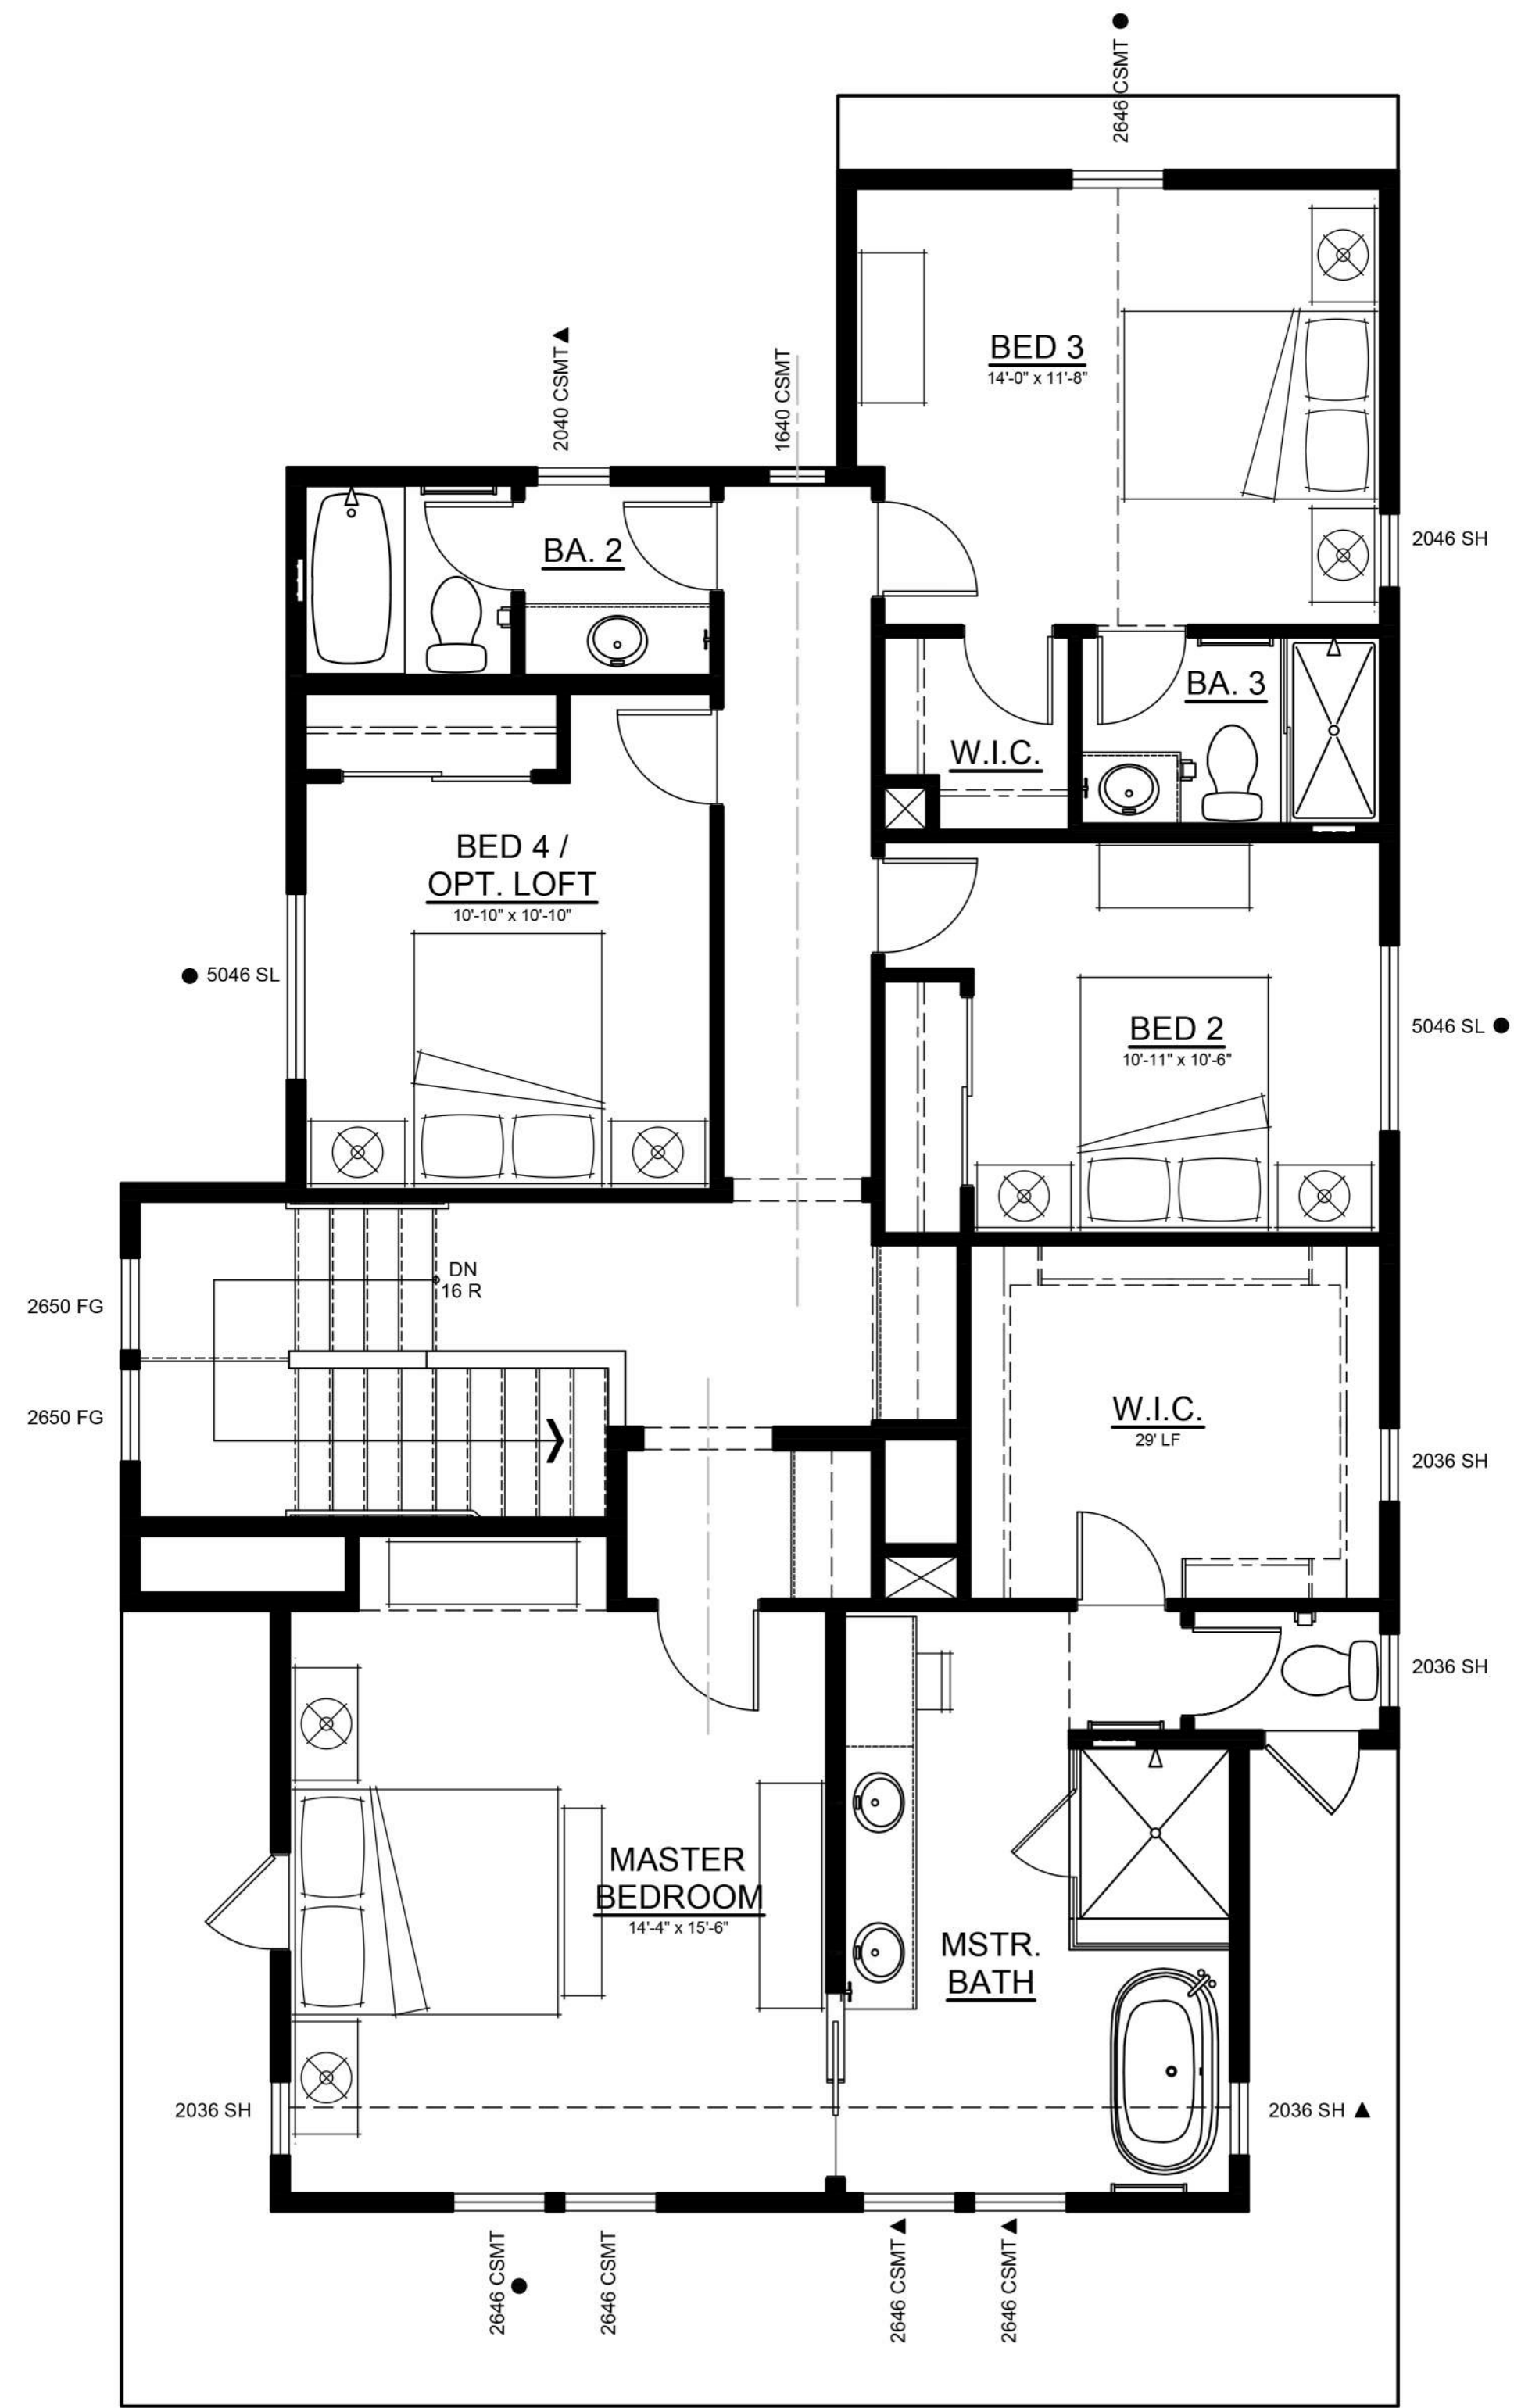 2646 CSMT ●
BED 3
14'-0" x 11'-8"
2040 CSMT ▲
1640 CSMT
2046 SH
BA. 2
BA. 3
W.I.C.
BED 4 /
OPT. LOFT
10'-10" x 10'-10"
● 5046 SL
BED 2
10'-11" x 10'-6"
5046 SL ●
DN
16 R
2650 FG
2650 FG
W.I.C.
29' LF
2036 SH
2036 SH
MASTER
BEDROOM
14'-4" x 15'-6"
MSTR.
BATH
2036 SH
2036 SH ▲
2646 CSMT ●
2646 CSMT
2646 CSMT ▲
2646 CSMT ▲